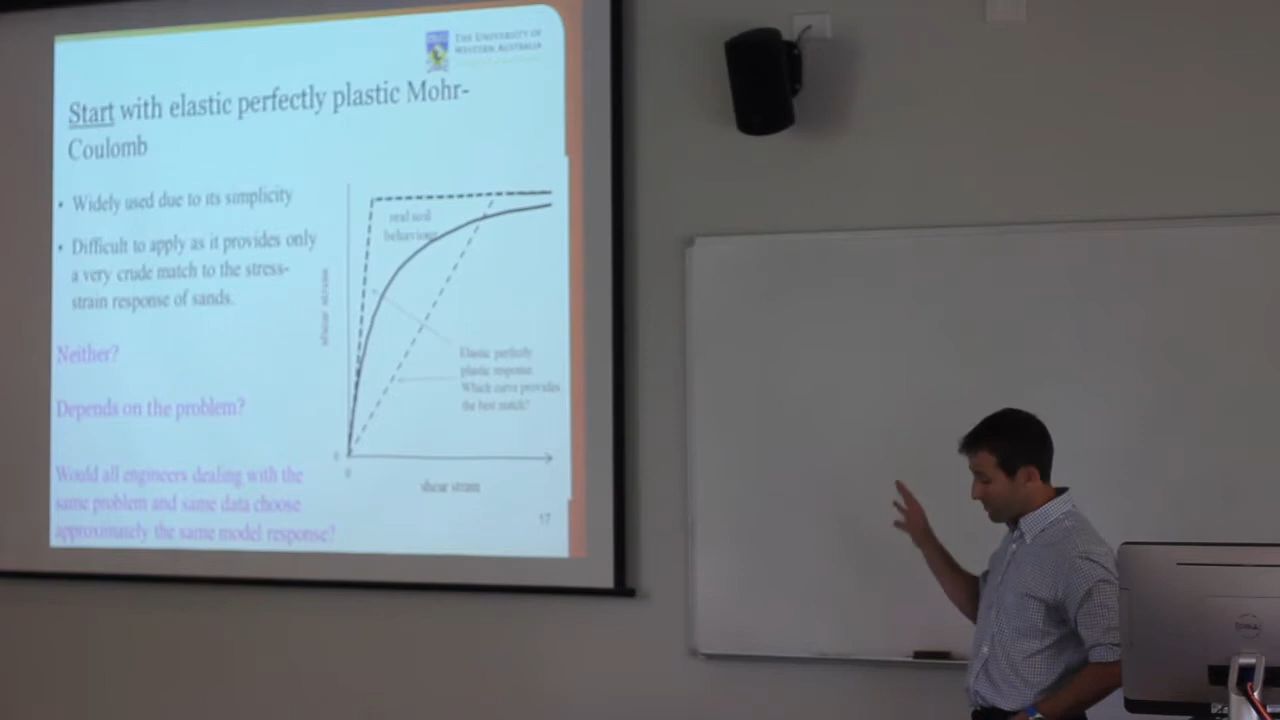 THE UNIVERSITY OF
WESTERN AUSTRALIA
Start with elastic perfectly plastic Mohr-
Coulomb
• Widely used due to its simplicity
• Difficult to apply as it provides only
a very crude match to the stress-
strain response of sands.
Neither?
Depends on the problem?
Would all engineers dealing with the
same problem and same data choose
approximately the same model response?
real soil
behaviour
shear stress
Elastic perfectly
plastic response
Which curve provides
the best match?
0
0
shear strain
17
DELL